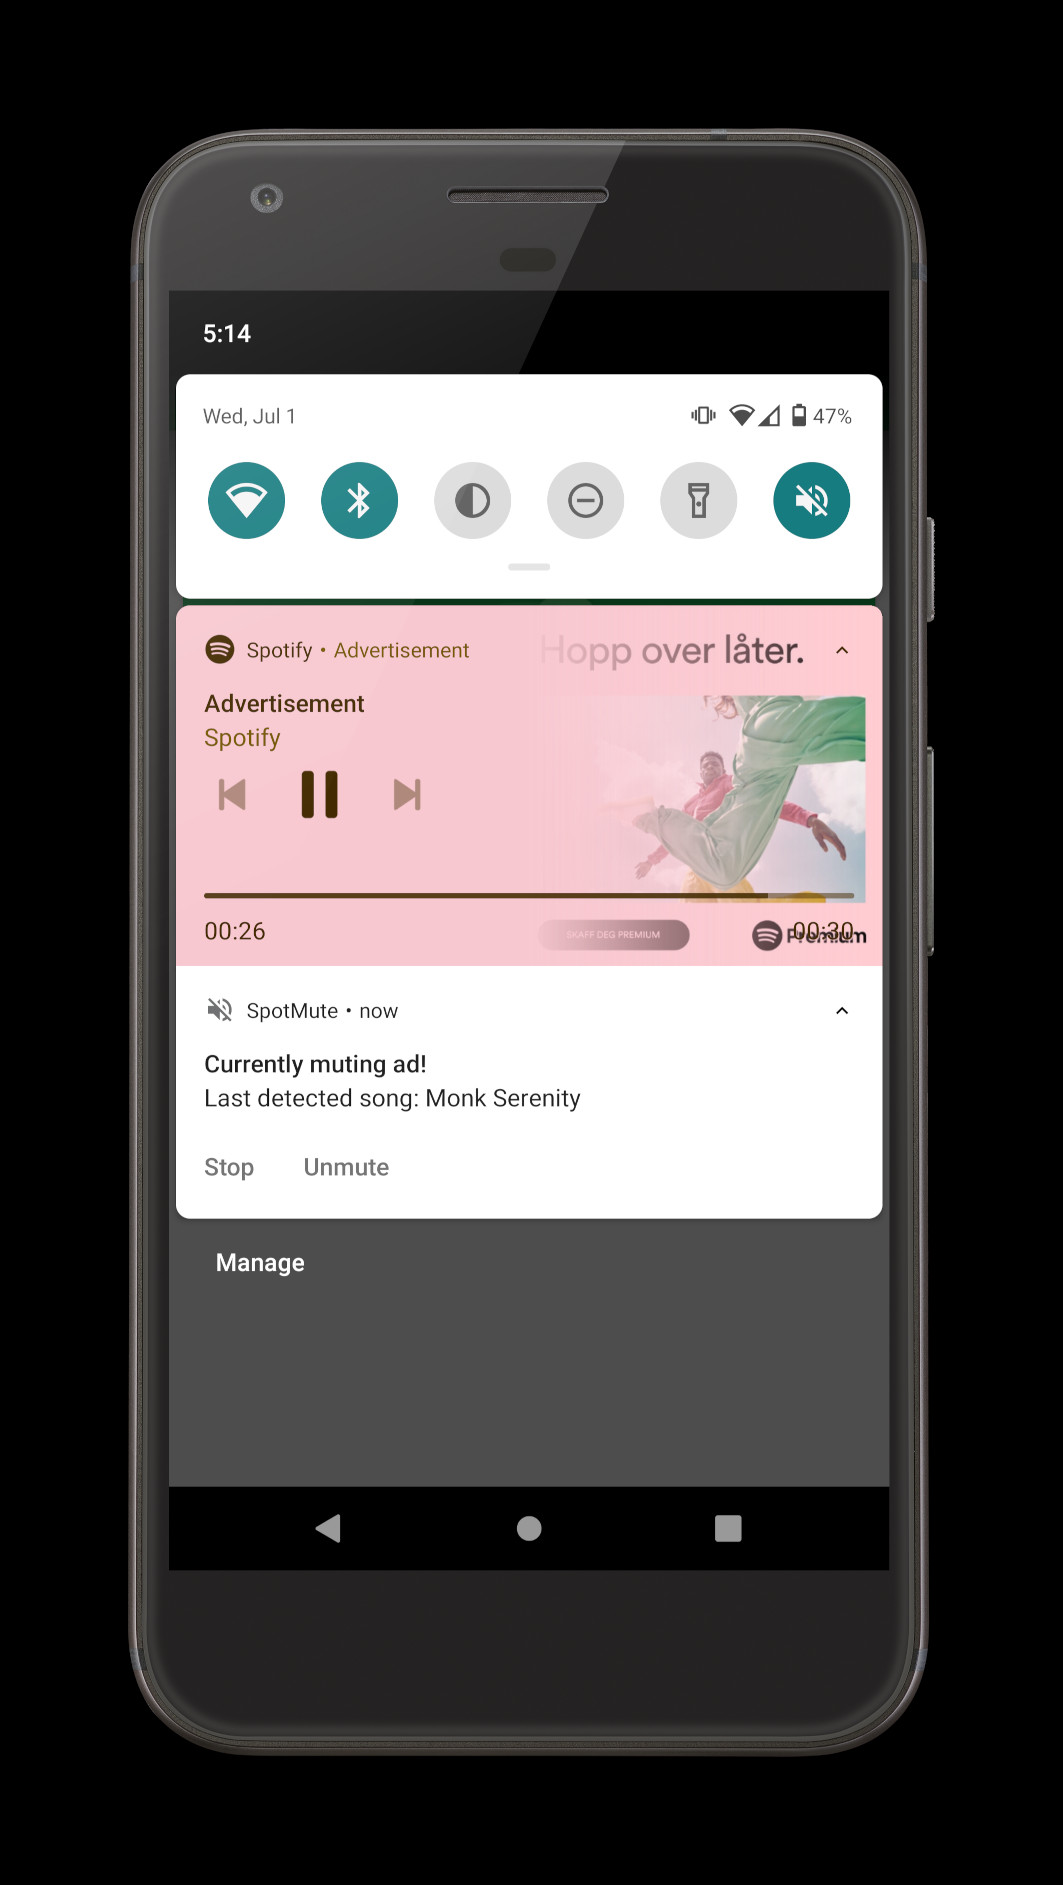 5:14
Wed, Jul 1
47%
Spotify • Advertisement
Hopp over låter.
Advertisement
Spotify
00:26
SKAFF DEG PREMIUM
Premium
00:30
SpotMute • now
Currently muting ad!
Last detected song: Monk Serenity
Stop Unmute
Manage